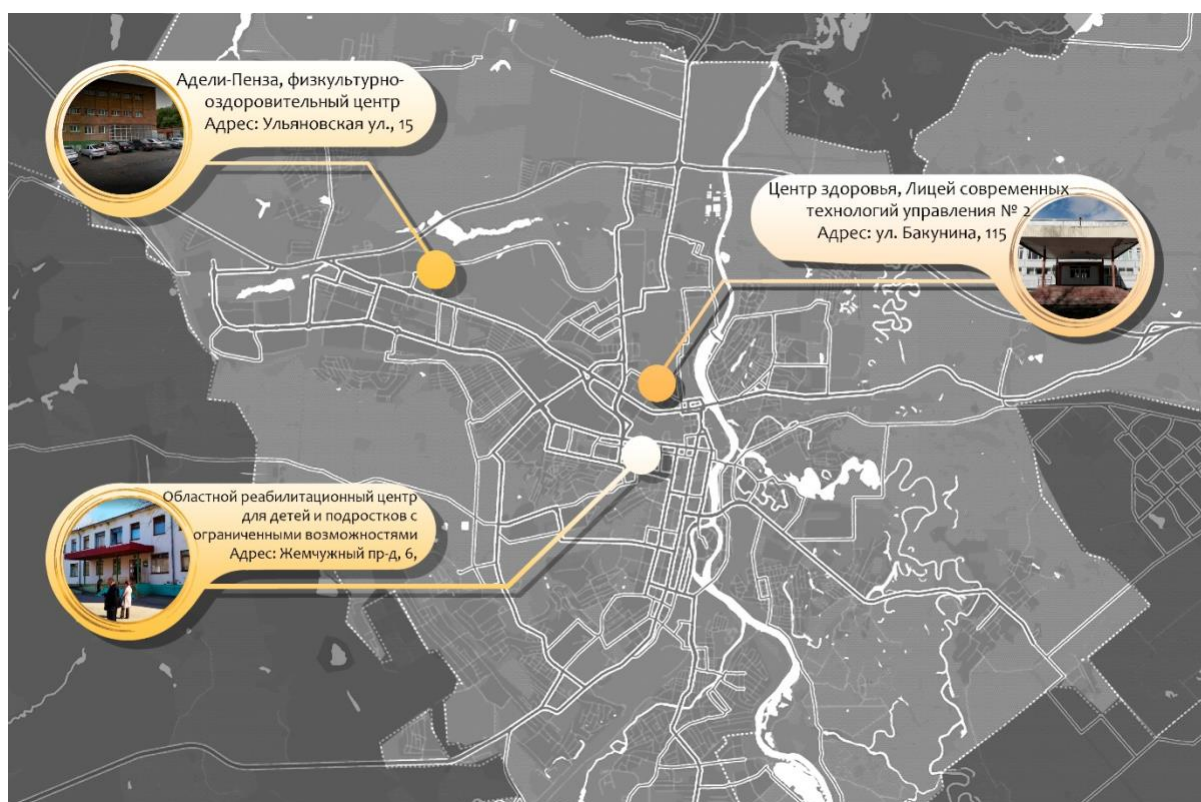 Адели-Пенза, физкультурно-
оздоровительный центр
Адрес: Ульяновская ул., 15
Центр здоровья, Лицей современных
технологий управления № 2
Адрес: ул. Бакунина, 115
Областной реабилитационный центр
для детей и подростков с
ограниченными возможностями
Адрес: Жемчужный пр-д, 6,